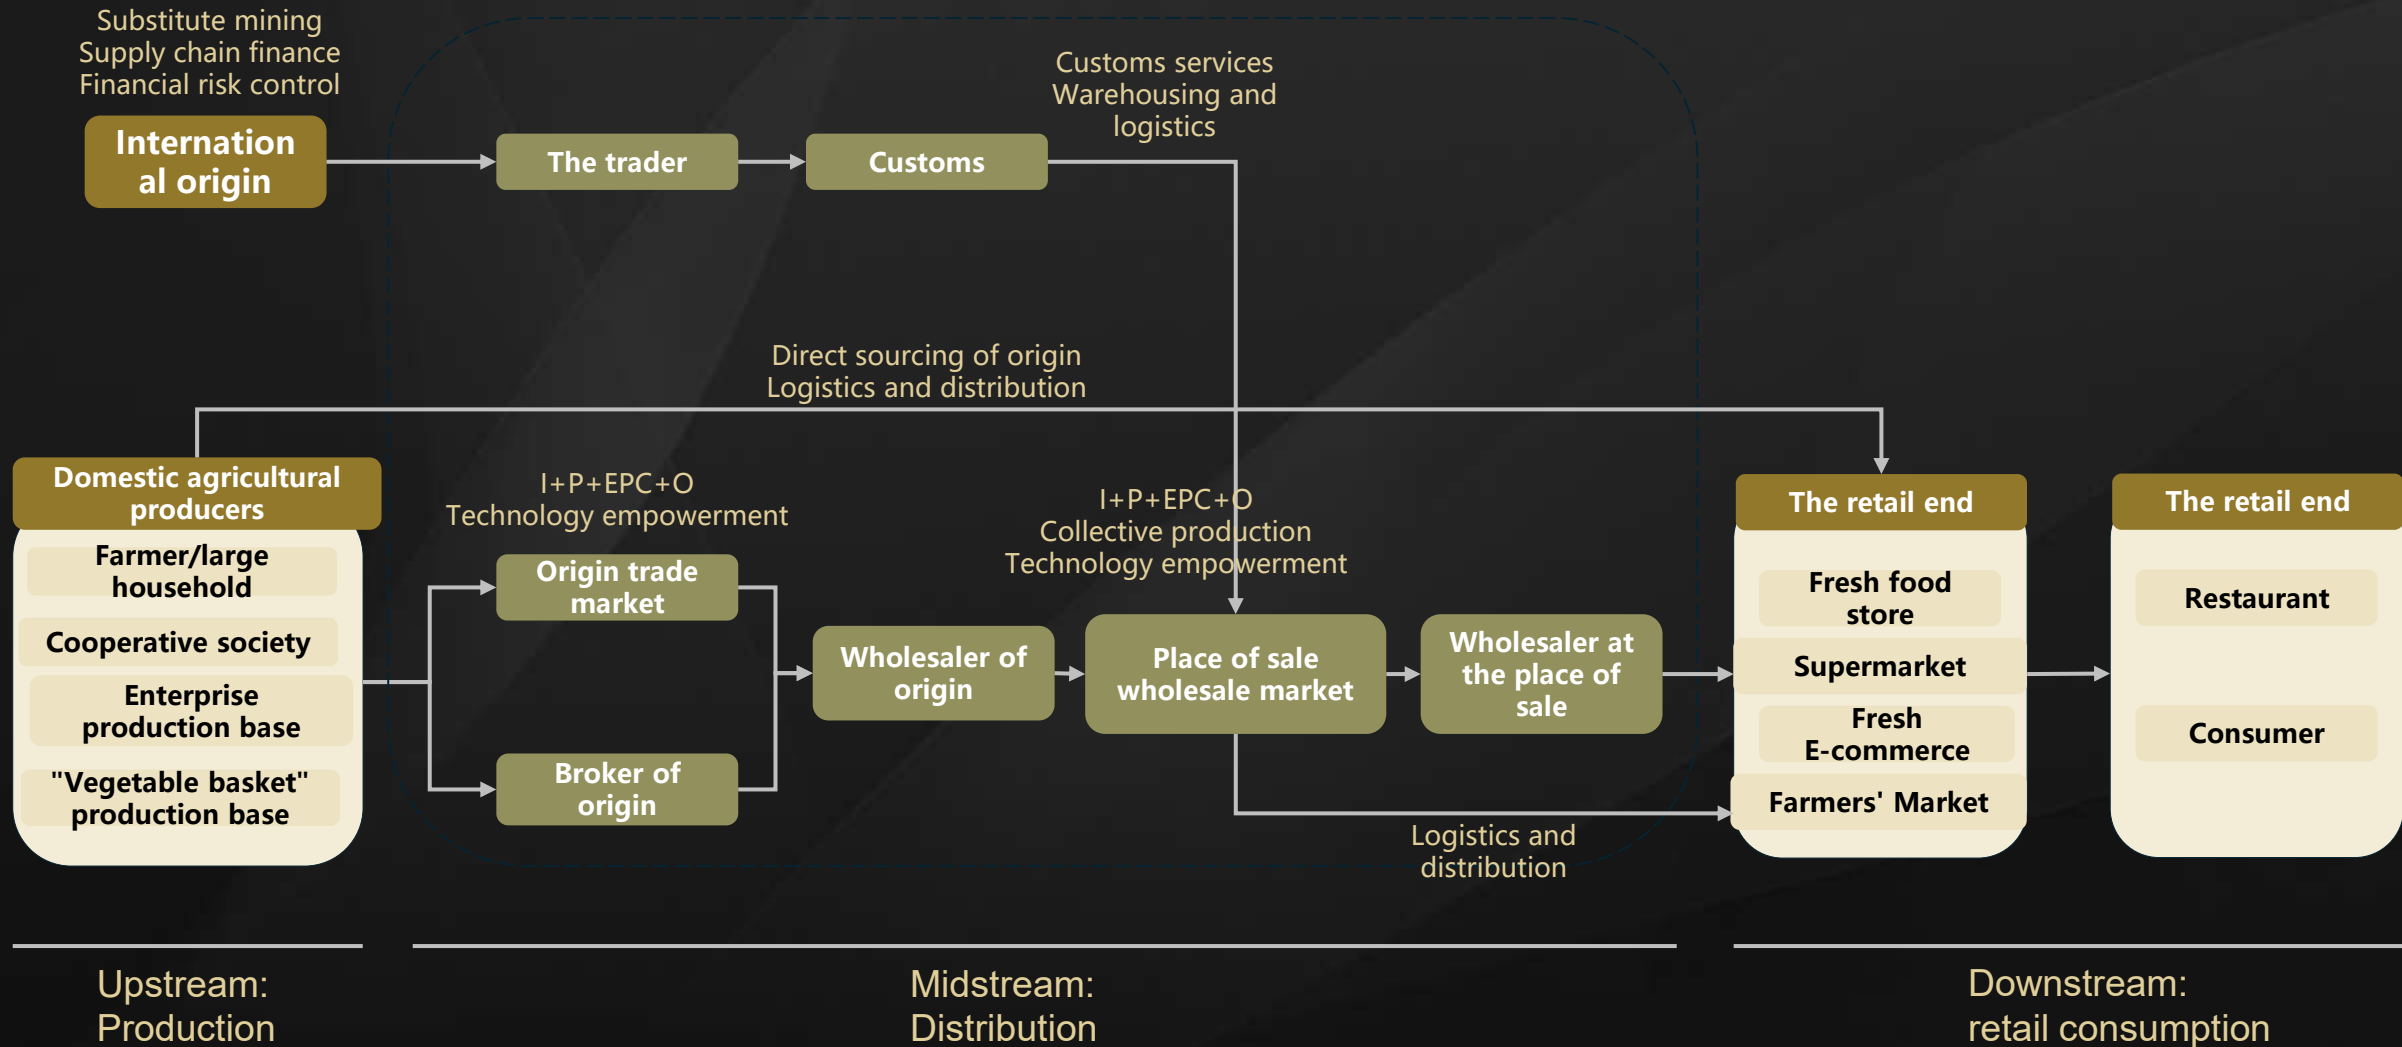 Substitute mining
Supply chain finance
Financial risk control
Internation
al origin
The trader
Customs
Customs services
Warehousing and
logistics
Direct sourcing of origin
Logistics and distribution
Domestic agricultural
producers
Farmer/large
household
Cooperative society
Enterprise
production base
"Vegetable basket"
production base
I+P+EPC+O
Technology empowerment
Origin trade
market
Broker of
origin
Wholesaler of
origin
I+P+EPC+O
Collective production
Technology empowerment
Place of sale
wholesale market
Wholesaler at
the place of
sale
Logistics and
distribution
The retail end
Fresh food
store
Supermarket
Fresh
E-commerce
Farmers' Market
The retail end
Restaurant
Consumer
Upstream:
Production
Midstream:
Distribution
Downstream:
retail consumption